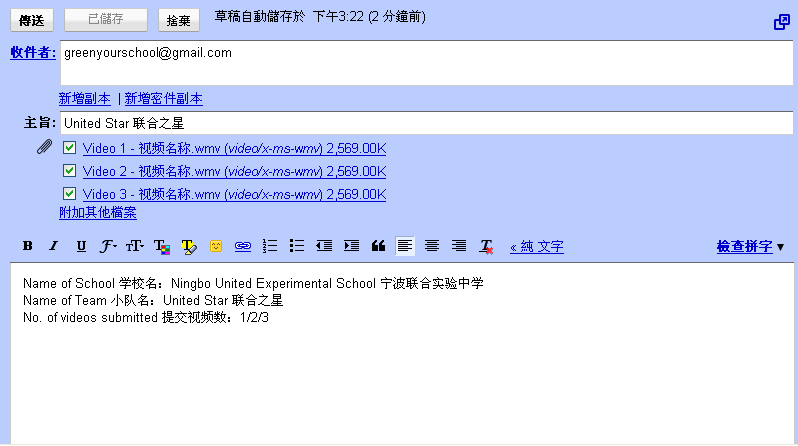 傳送 已儲存 捨棄 草稿自動儲存於 下午3:22 (2 分鐘前)
收件者: greenyourschool@gmail.com
新增副本 | 新增密件副本
主旨: United Star 联合之星
Video 1 - 视频名称.wmv (video/x-ms-wmv) 2,569.00K
Video 2 - 视频名称.wmv (video/x-ms-wmv) 2,569.00K
Video 3 - 视频名称.wmv (video/x-ms-wmv) 2,569.00K
附加其他檔案
B I U F T T T « 純 文字 檢查拼字 ▼
Name of School 学校名：Ningbo United Experimental School 宁波联合实验中学
Name of Team 小队名：United Star 联合之星
No. of videos submitted 提交视频数：1/2/3